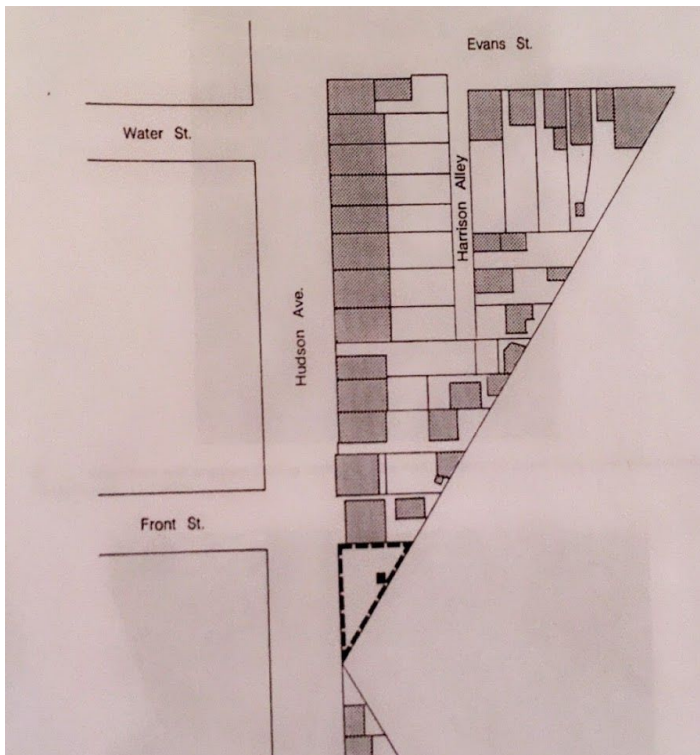 Evans St.
Water St.
Harrison Alley
Hudson Ave.
Front St.